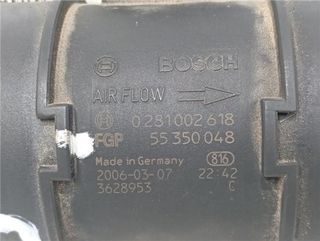 BOSCH
AIR FLOW
0 281 002 618
FGP 55 350 048
Made in Germany 816
2006-03-07 22:42
3628953 C